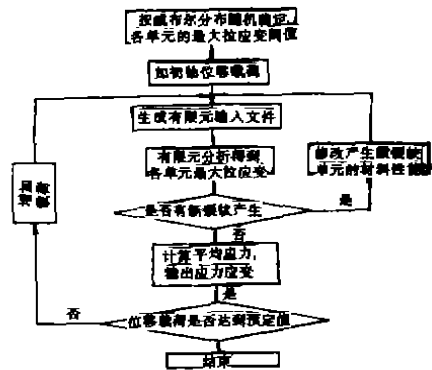 按威布尔分布随机确定
各单元的最大拉应变阈值
加初始位移载荷
生成有限元输入文件
有限元分析得到
各单元最大拉应变
修改产生微裂纹
单元的材料性能
是否有新裂纹产生
是
否
计算平均应力,
输出应力应变
是
否
位移载荷是否达到预定值
结束